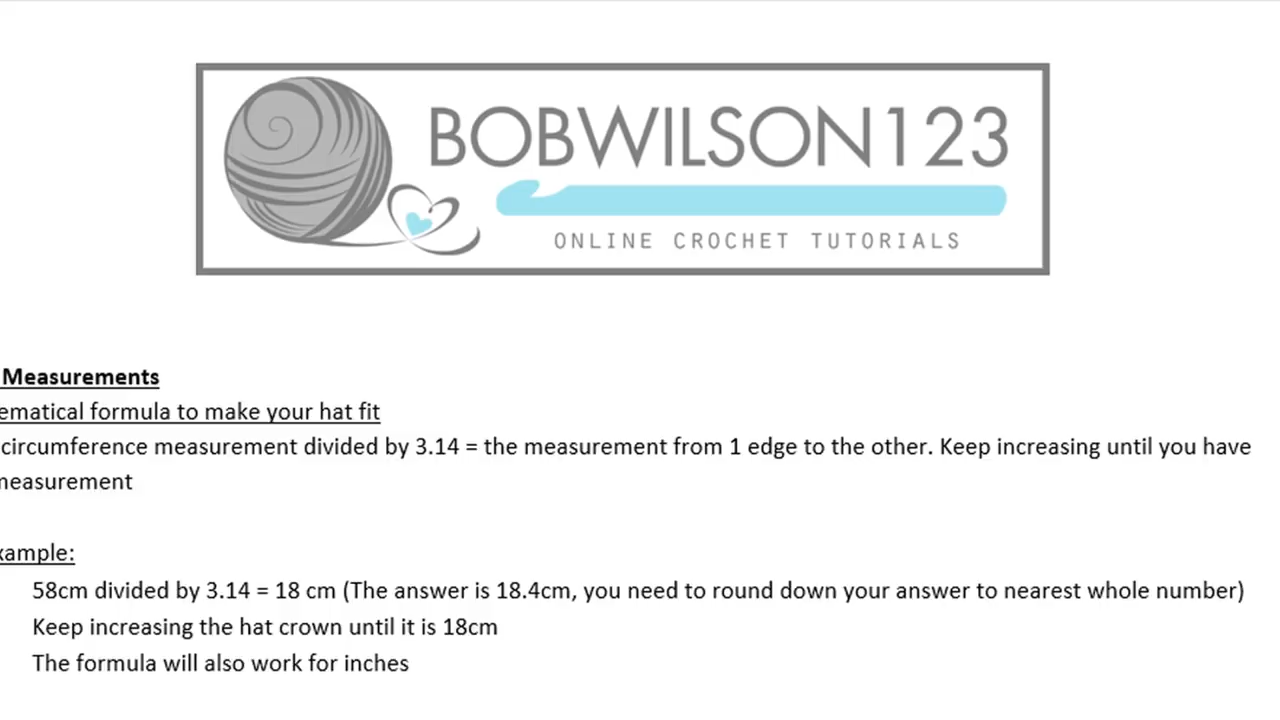 BOBWILSON123
ONLINE CROCHET TUTORIALS
Measurements
ematical formula to make your hat fit
circumference measurement divided by 3.14 = the measurement from 1 edge to the other. Keep increasing until you have
measurement
xample:
58cm divided by 3.14 = 18 cm (The answer is 18.4cm, you need to round down your answer to nearest whole number)
Keep increasing the hat crown until it is 18cm
The formula will also work for inches